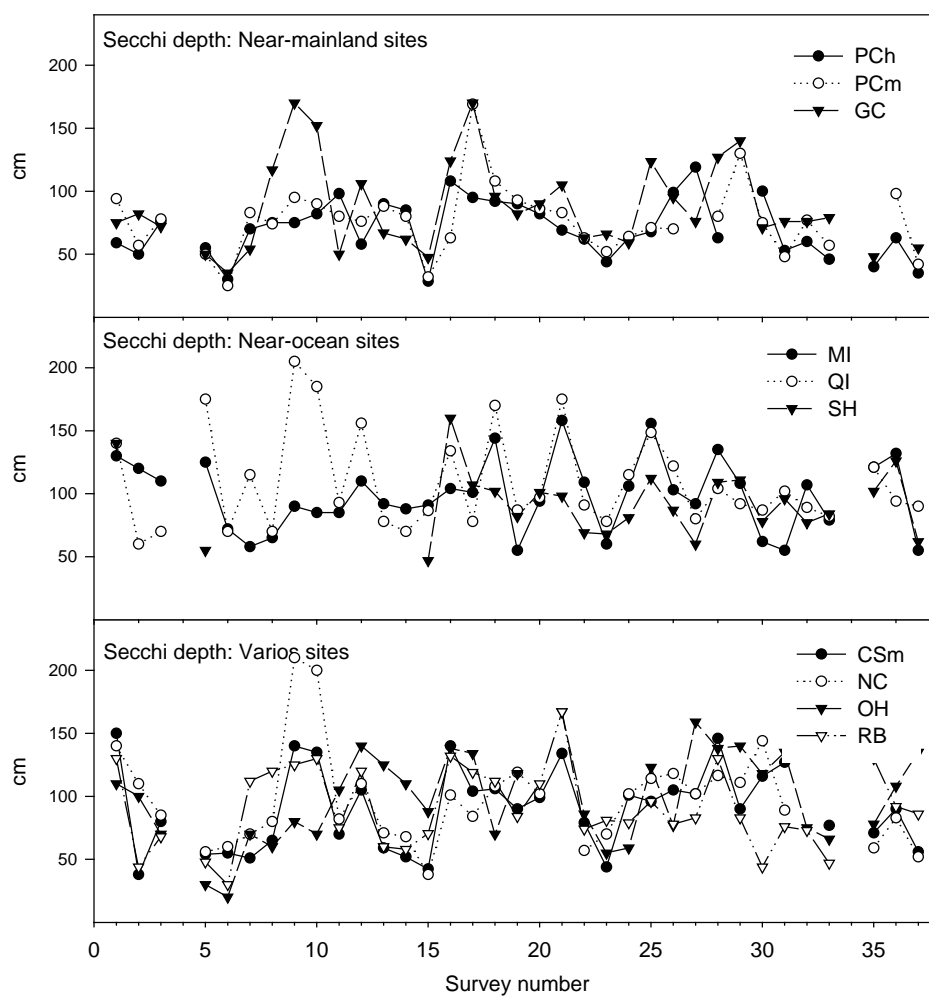 Secchi depth: Near-mainland sites
PCh
PCm
GC
200
150
100
50
cm
Secchi depth: Near-ocean sites
MI
QI
SH
200
150
100
50
cm
Secchi depth: Varios sites
CSm
NC
OH
RB
200
150
100
50
cm
0 5 10 15 20 25 30 35
Survey number